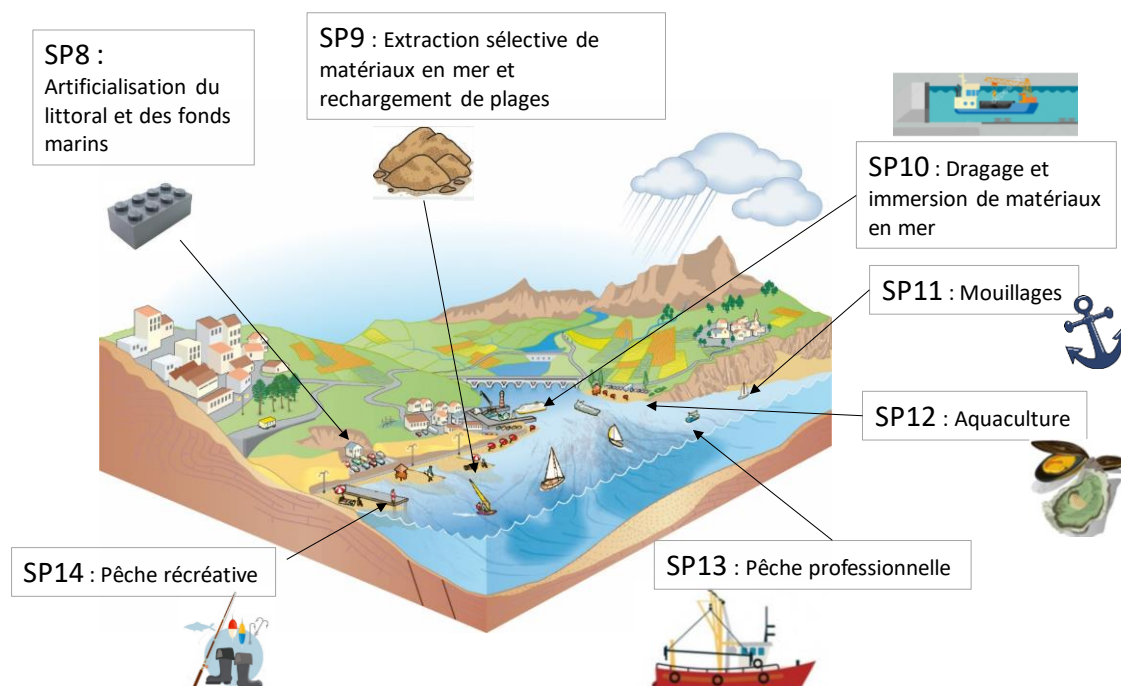 SP8 :
Artificialisation du
littoral et des fonds
marins
SP9 : Extraction sélective de
matériaux en mer et
rechargement de plages
SP10 : Dragage et
immersion de matériaux
en mer
SP11 : Mouillages
SP12 : Aquaculture
SP13 : Pêche professionnelle
SP14 : Pêche récréative